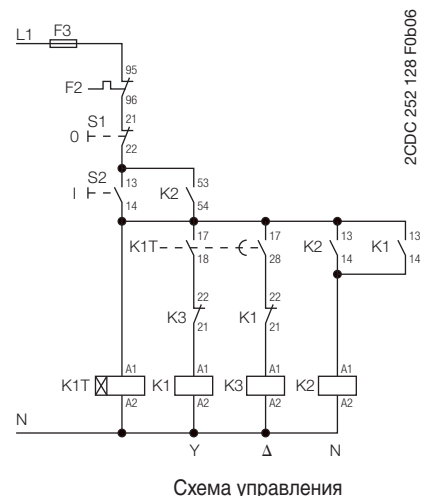 L1 F3
2CDC 252 128 F0b06
95
F2
96
S1 21
0
22
S2 13 53
I K2
14 54
17 17 13 13
K1T K2 K1
18 28 14 14
22 22
K3 K1
21 21
A1 A1 A1 A1
K1T K1 K3 K2
A2 A2 A2 A2
N
Y Δ N
Схема управления